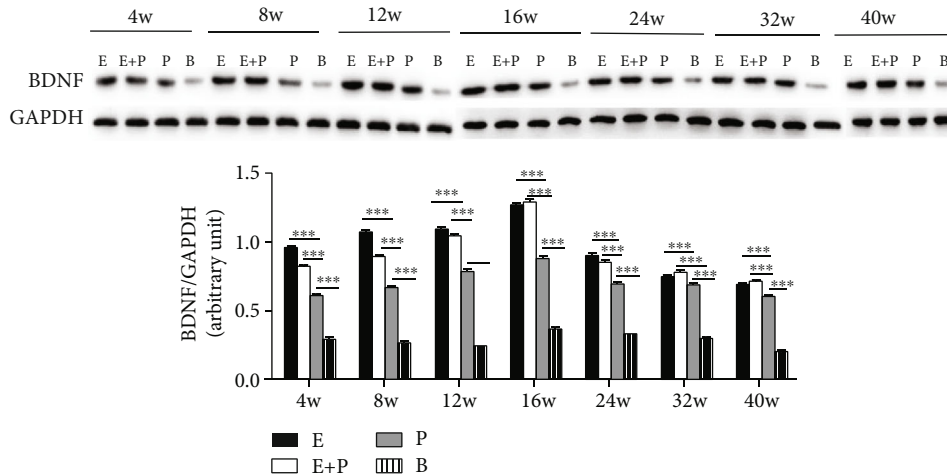 4w 8w 12w 16w 24w 32w 40w
E E+P P B E E+P P B E E+P P B E E+P P B E E+P P B E E+P P B E E+P P B
BDNF
GAPDH
BDNF/GAPDH
(arbitrary unit)
1.5
1.0
0.5
0.0
*** *** ***
*** *** ***
*** ***
*** *** ***
*** *** ***
*** *** ***
*** *** ***
4w 8w 12w 16w 24w 32w 40w
E P
E+P B